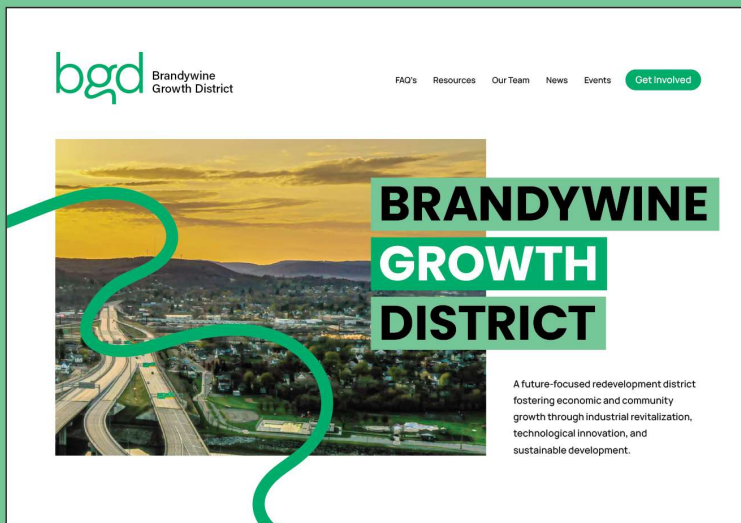 bgd Brandywine
Growth District
FAQ's Resources Our Team News Events Get Involved
BRANDYWINE
GROWTH
DISTRICT
A future-focused redevelopment district
fostering economic and community
growth through industrial revitalization,
technological innovation, and
sustainable development.